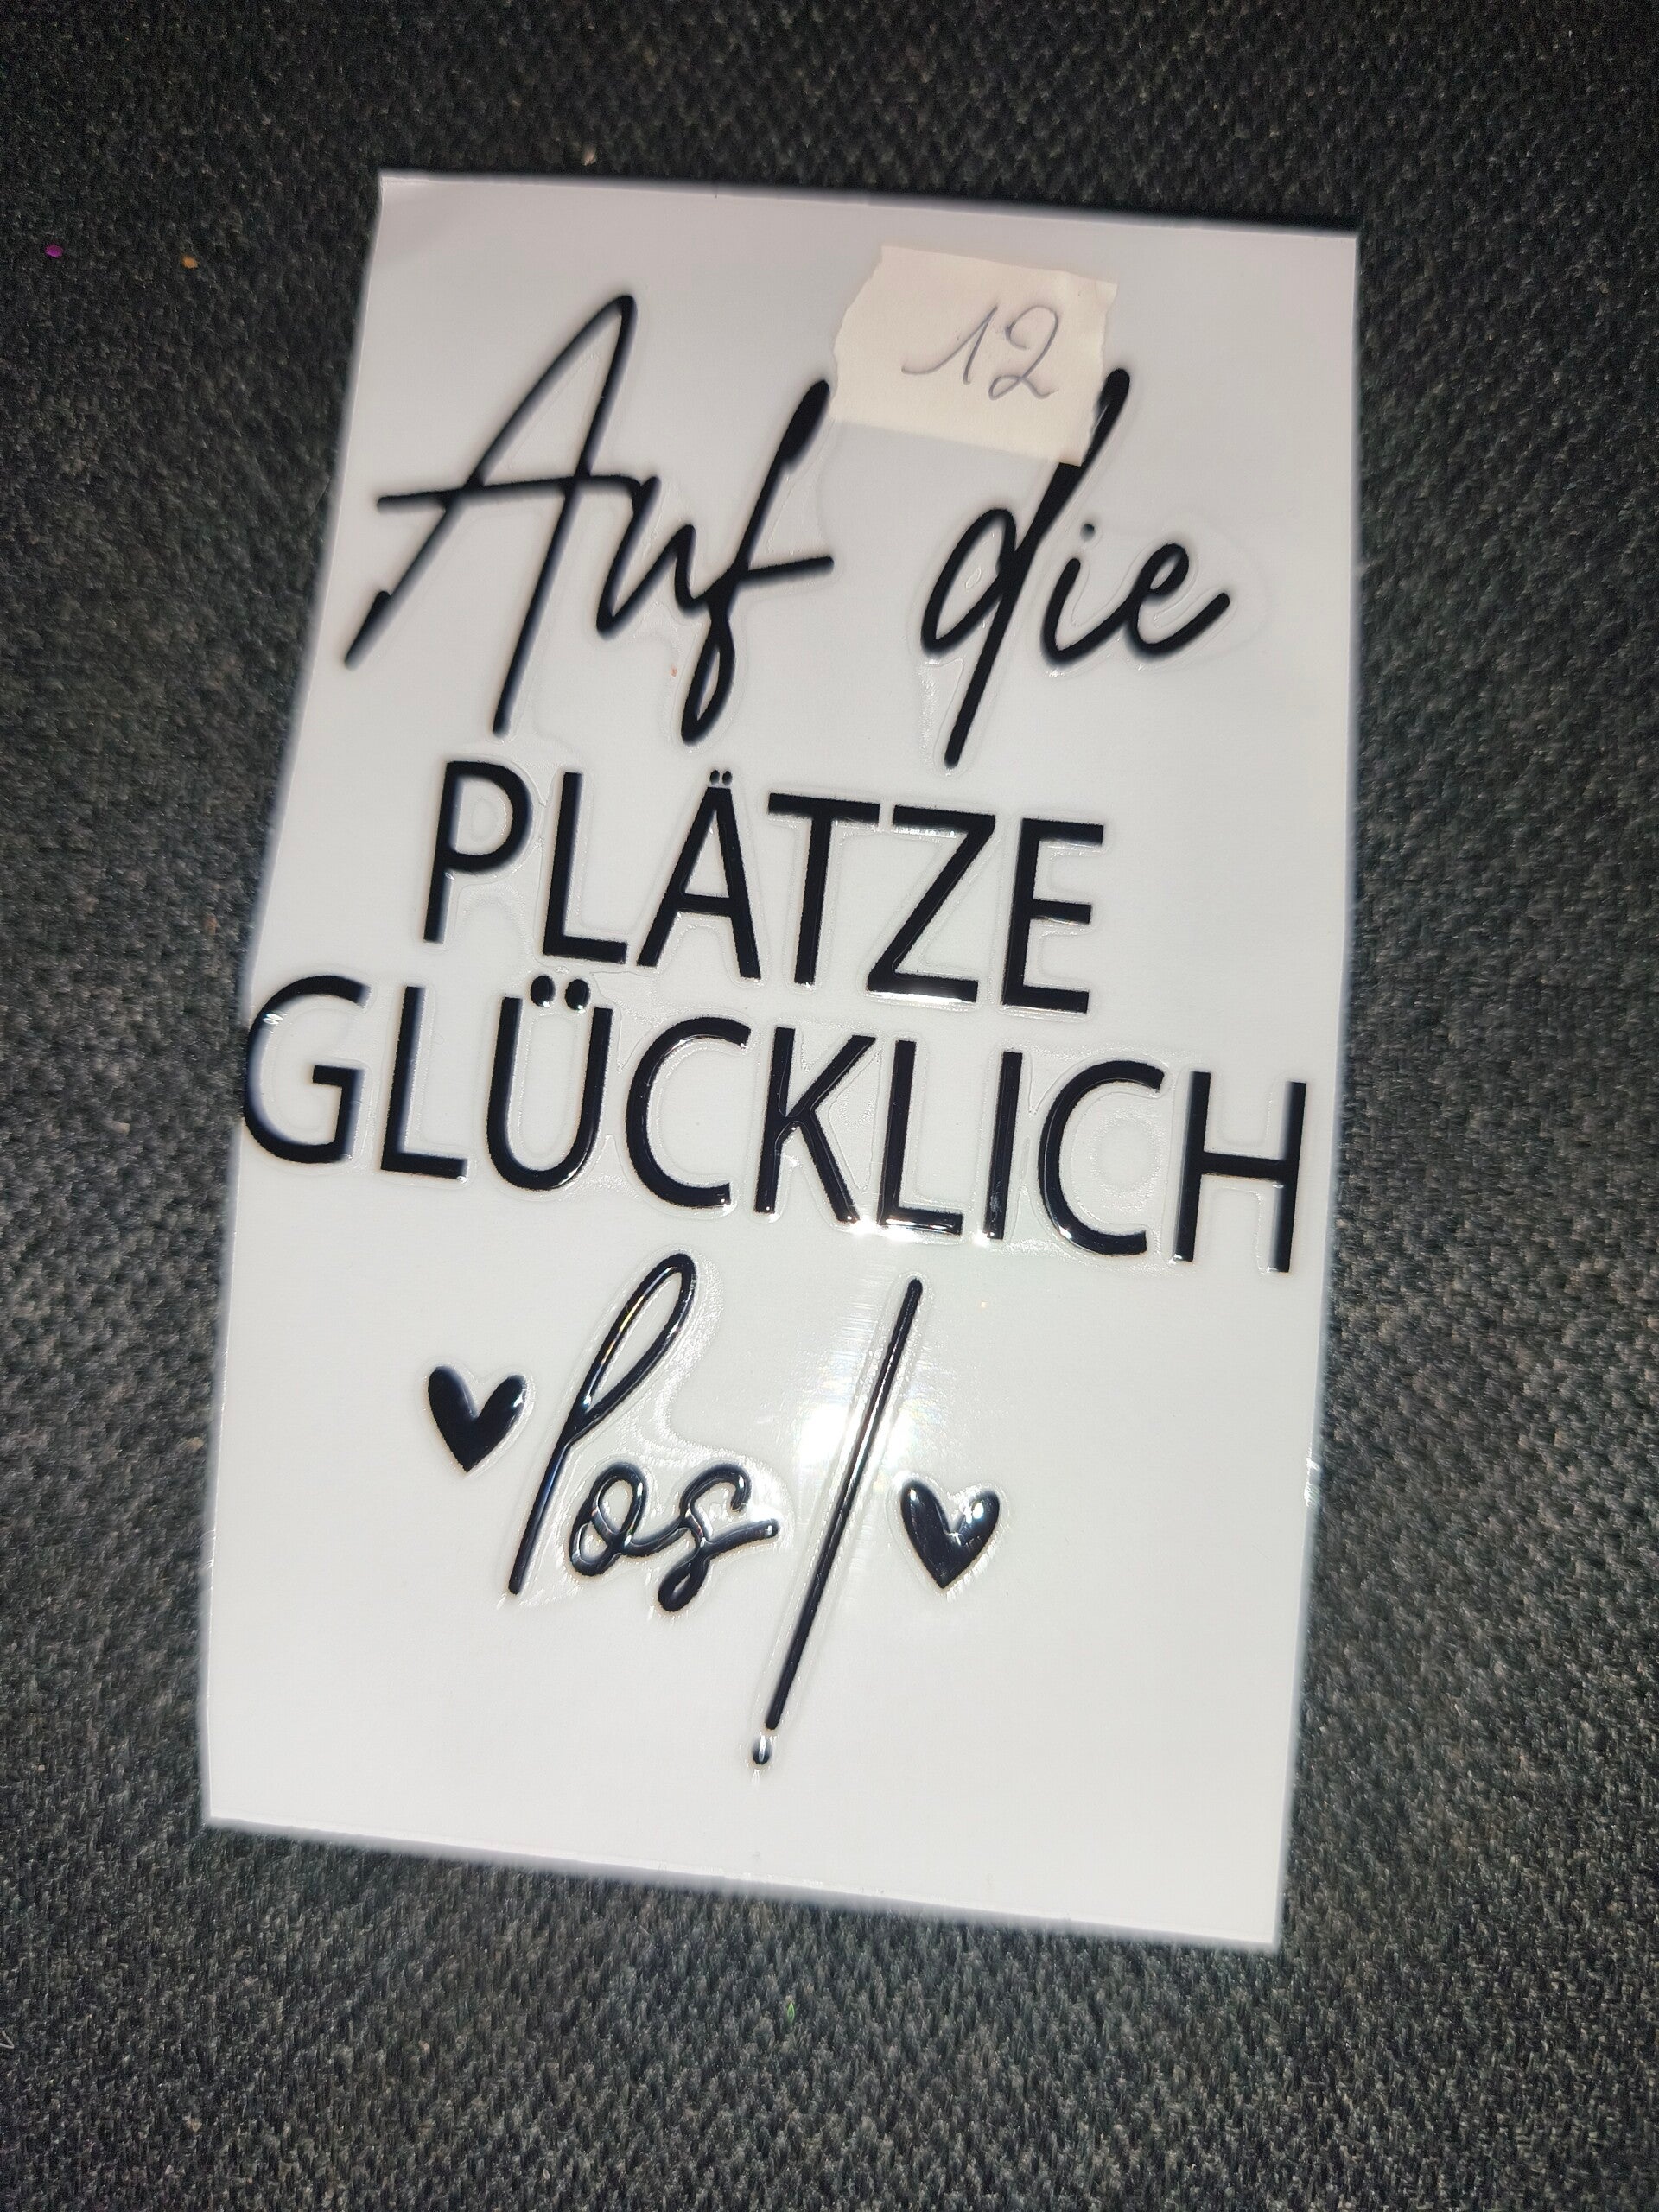 12
Auf die
PLÄTZE
GLÜCKLICH
los!